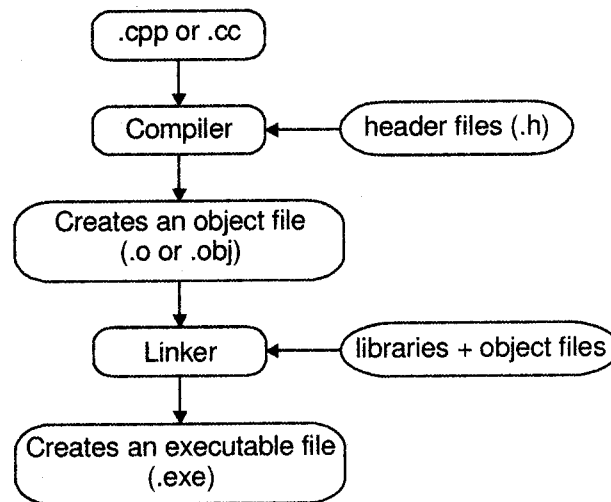 .cpp or .cc
Compiler
header files (.h)
Creates an object file
(.o or .obj)
Linker
libraries + object files
Creates an executable file
(.exe)